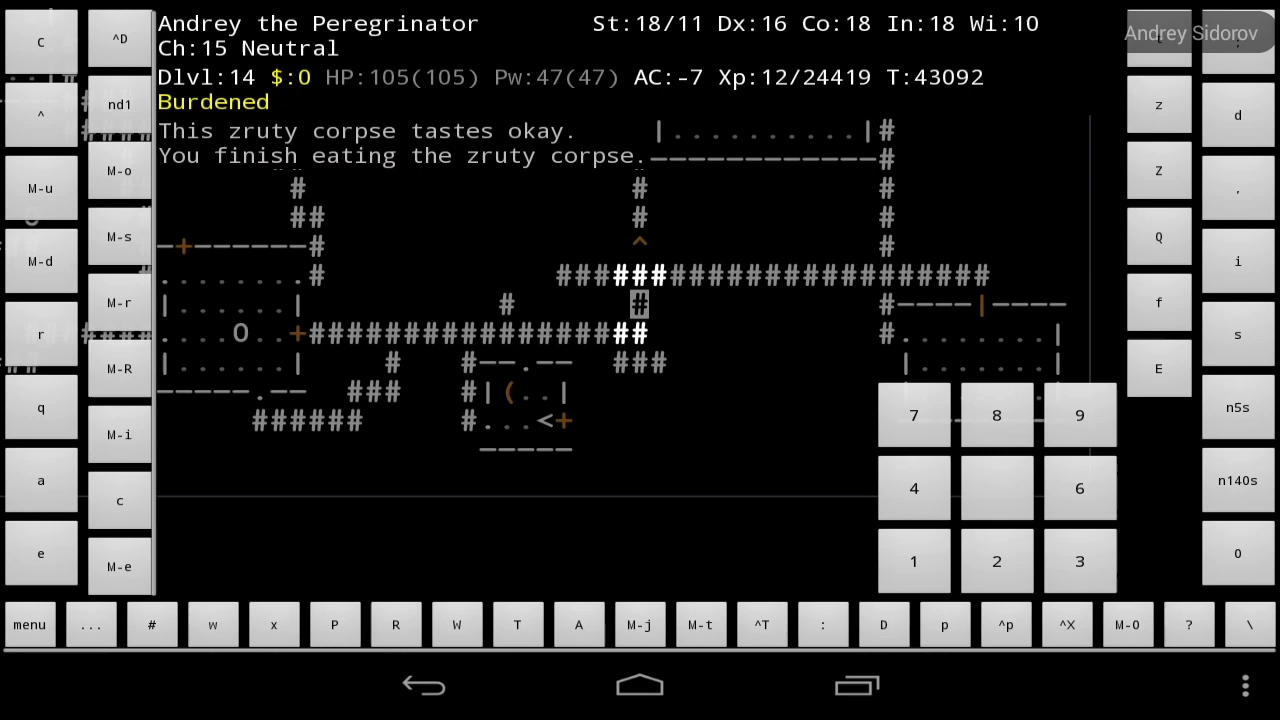 Andrey the Peregrinator St:18/11 Dx:16 Co:18 In:18 Wi:10
Ch:15 Neutral
Dlvl:14 $:0 HP:105(105) Pw:47(47) AC:-7 Xp:12/24419 T:43092
Burdened
This zruty corpse tastes okay.
You finish eating the zruty corpse.
Andrey Sidorov
c ^D
^ nd1
M-u M-o
M-d M-s
r M-r
q M-R
a M-i
e c
M-e
z d
Z ,
Q i
f s
E n5s
n140s
0
7 8 9
4 6
1 2 3
menu ... # w x P R W T A M-j M-t ^T : D p ^p ^X M-O ? \